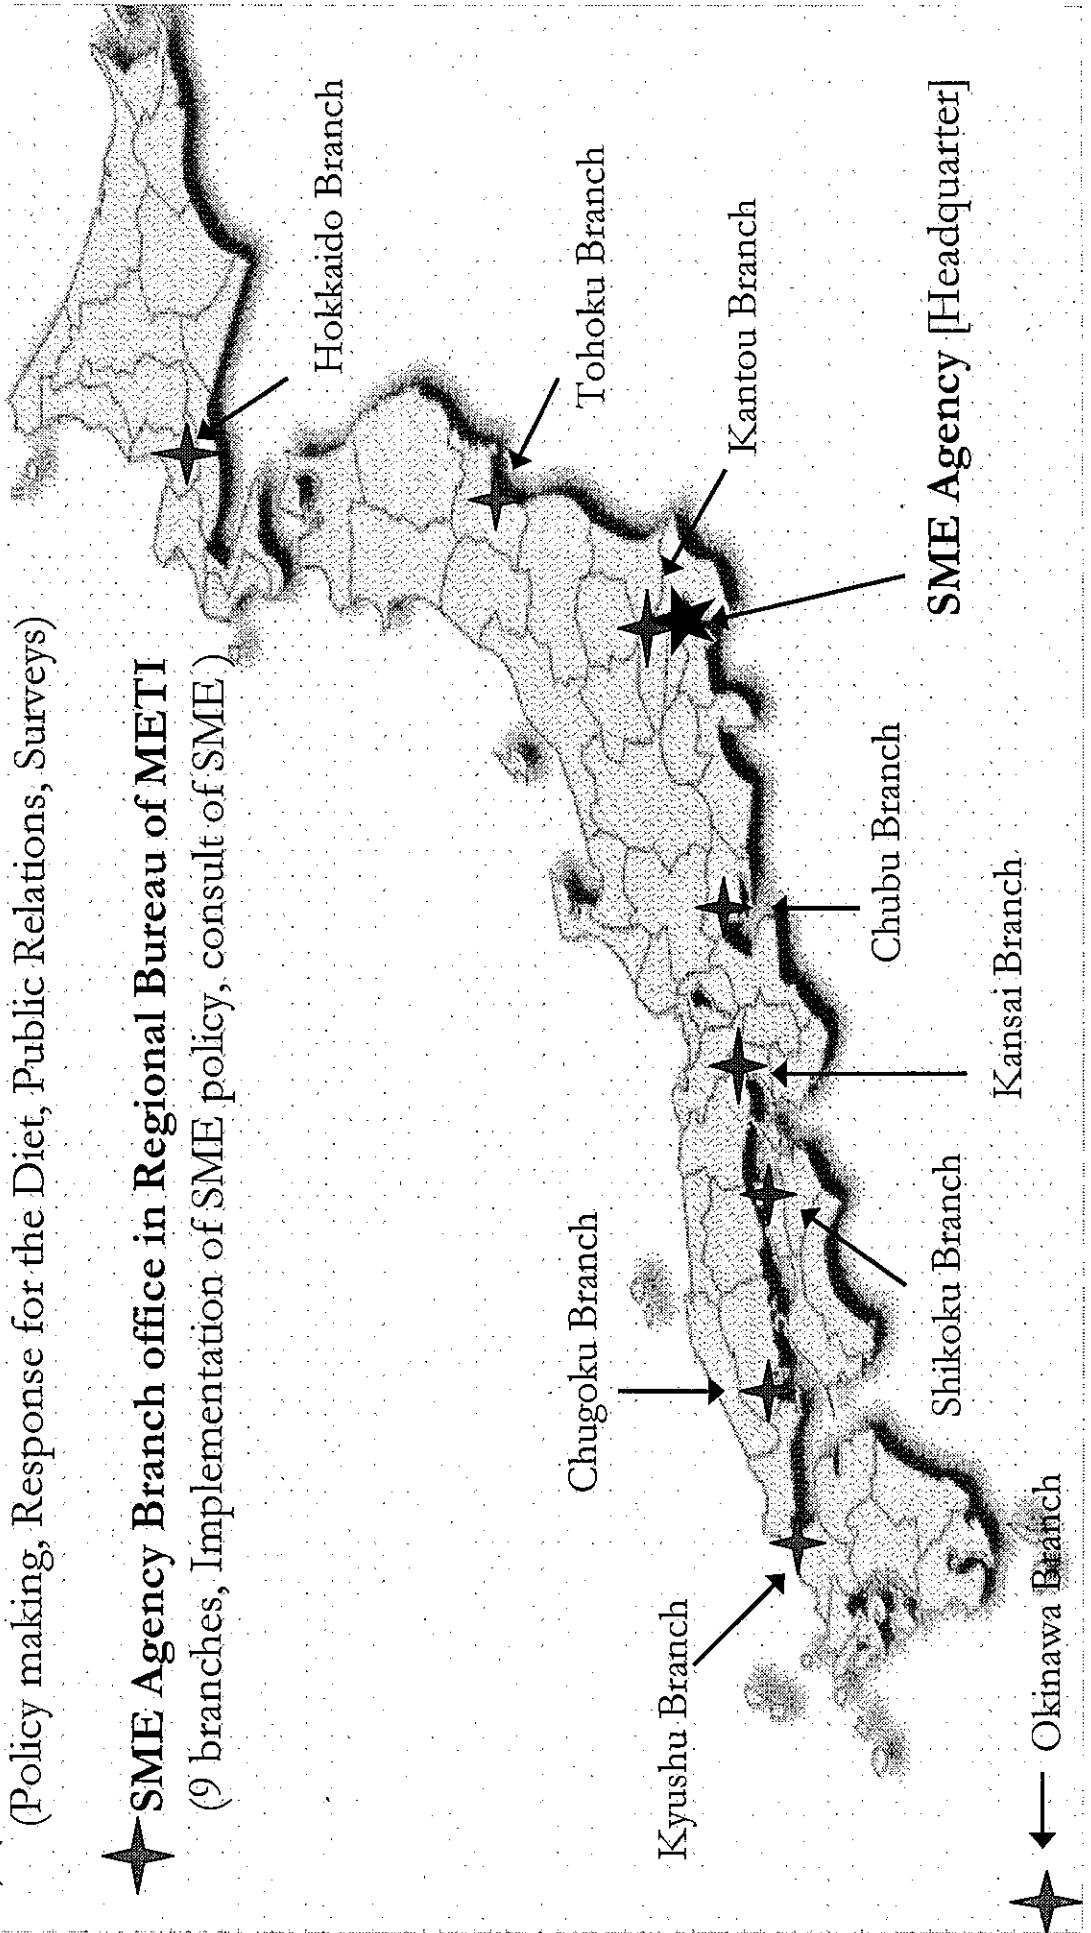 (Policy making, Response for the Diet, Public Relations, Surveys)
SME Agency Branch office in Regional Bureau of METI
(9 branches, Implementation of SME policy, consult of SME)
Hokkaido Branch
Tohoku Branch
Kantou Branch
SME Agency [Headquarter]
Chubu Branch
Kansai Branch
Chugoku Branch
Shikoku Branch
Kyushu Branch
Okinawa Branch